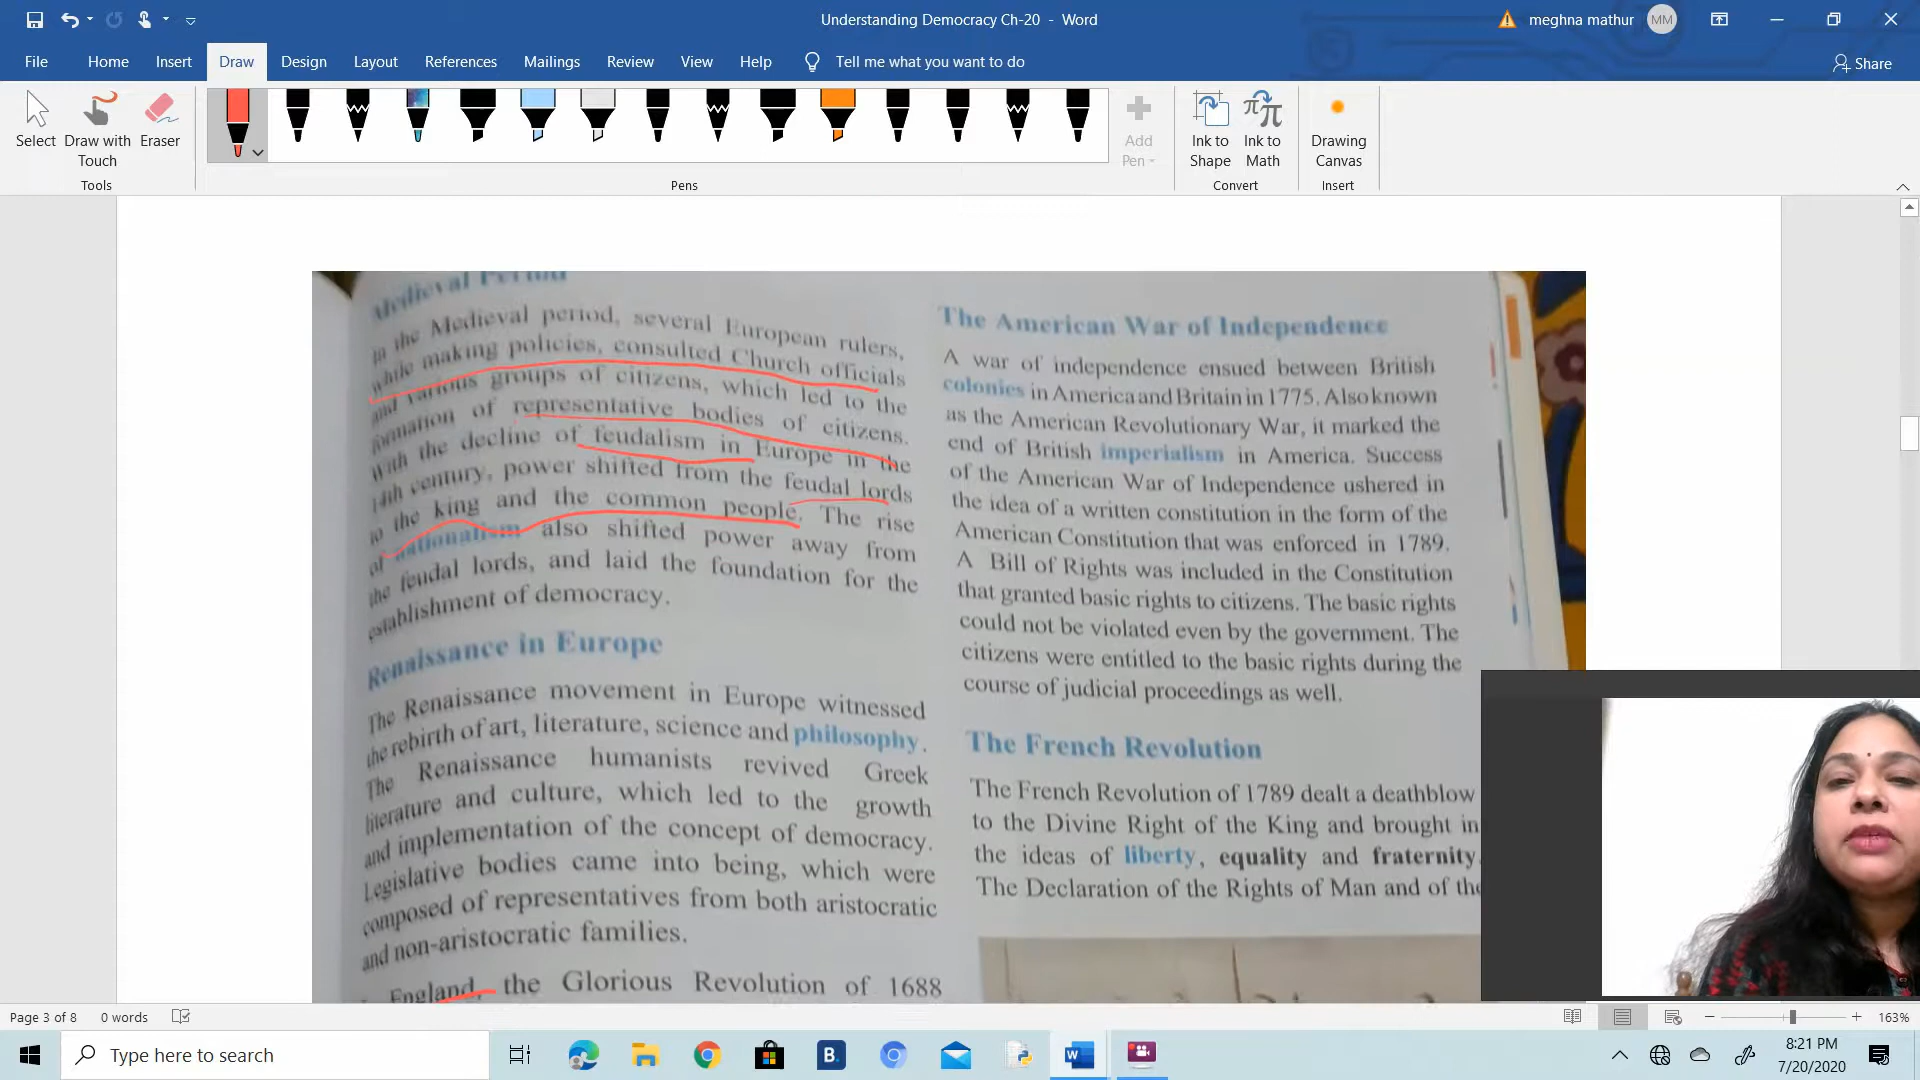 Understanding Democracy Ch-20 - Word
meghna mathur
MM
File
Home
Insert
Draw
Design
Layout
References
Mailings
Review
View
Help
Tell me what you want to do
Share
Select
Draw with
Touch
Eraser
Tools
Pens
Add
Pen
Ink to
Shape
Ink to
Math
Convert
Drawing
Canvas
Insert
Medieval Period
In the Medieval period, several European rulers,
while making policies, consulted Church officials
and various groups of citizens, which led to the
formation of representative bodies of citizens.
With the decline of feudalism in Europe in the
14th century, power shifted from the feudal lords
to the king and the common people. The rise
of nationalism also shifted power away from
the feudal lords, and laid the foundation for the
establishment of democracy.
Renaissance in Europe
The Renaissance movement in Europe witnessed
the rebirth of art, literature, science and philosophy.
The Renaissance humanists revived Greek
literature and culture, which led to the growth
and implementation of the concept of democracy.
Legislative bodies came into being, which were
composed of representatives from both aristocratic
and non-aristocratic families.
England, the Glorious Revolution of 1688
The American War of Independence
A war of independence ensued between British
colonies in America and Britain in 1775. Also known
as the American Revolutionary War, it marked the
end of British imperialism in America. Success
of the American War of Independence ushered in
the idea of a written constitution in the form of the
American Constitution that was enforced in 1789.
A Bill of Rights was included in the Constitution
that granted basic rights to citizens. The basic rights
could not be violated even by the government. The
citizens were entitled to the basic rights during the
course of judicial proceedings as well.
The French Revolution
The French Revolution of 1789 dealt a deathblow
to the Divine Right of the King and brought in
the ideas of liberty, equality and fraternity.
The Declaration of the Rights of Man and of the
Page 3 of 8
0 words
163%
Type here to search
8:21 PM
7/20/2020